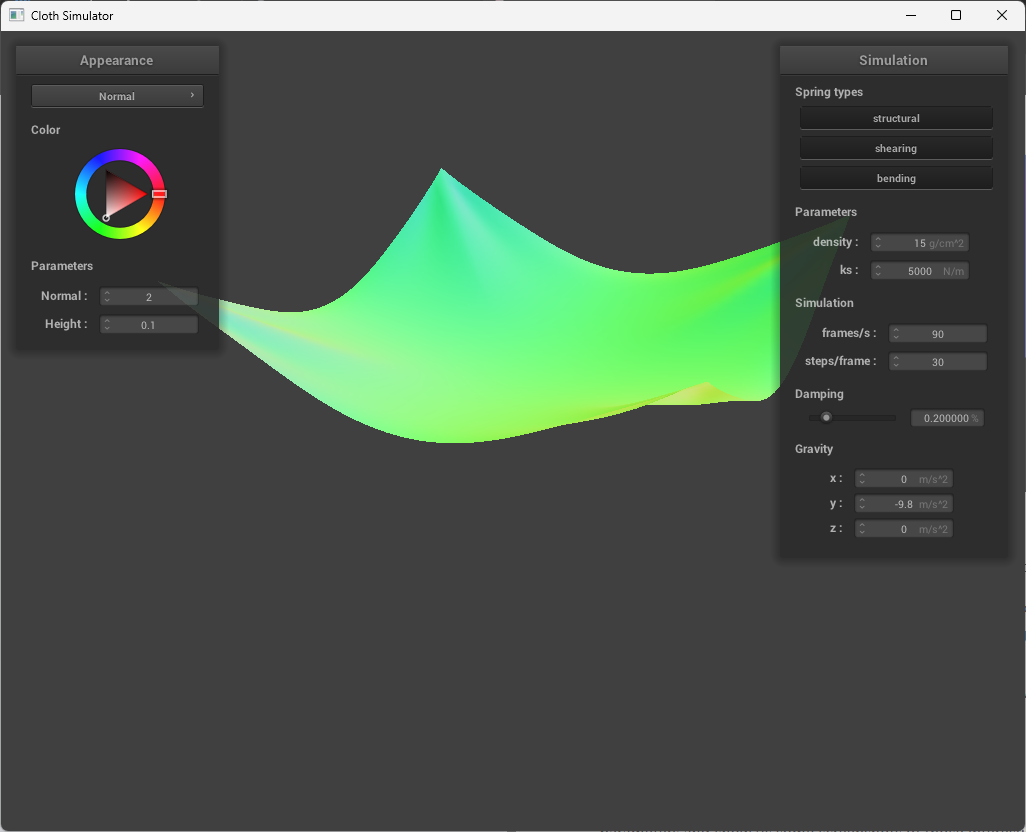 Cloth Simulator
Appearance
Normal
Color
Parameters
Normal : 2
Height : 0.1
Simulation
Spring types
structural
shearing
bending
Parameters
density : 15 g/cm^2
ks : 5000 N/m
Simulation
frames/s : 90
steps/frame : 30
Damping
0.200000 %
Gravity
x : 0 m/s^2
y : -9.8 m/s^2
z : 0 m/s^2